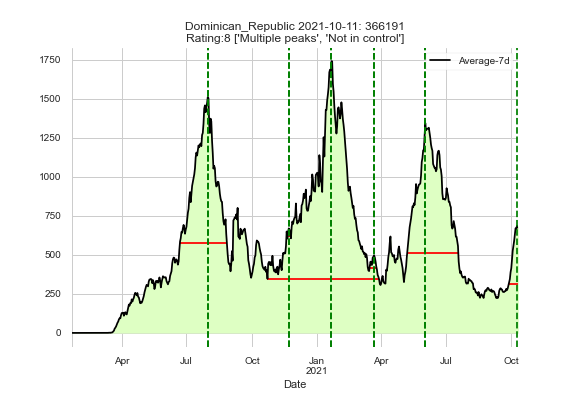 Dominican_Republic 2021-10-11: 366191
Rating:8 ['Multiple peaks', 'Not in control']
Average-7d
1750
1500
1250
1000
750
500
250
0
Apr Jul Oct Jan Apr Jul Oct
2021
Date